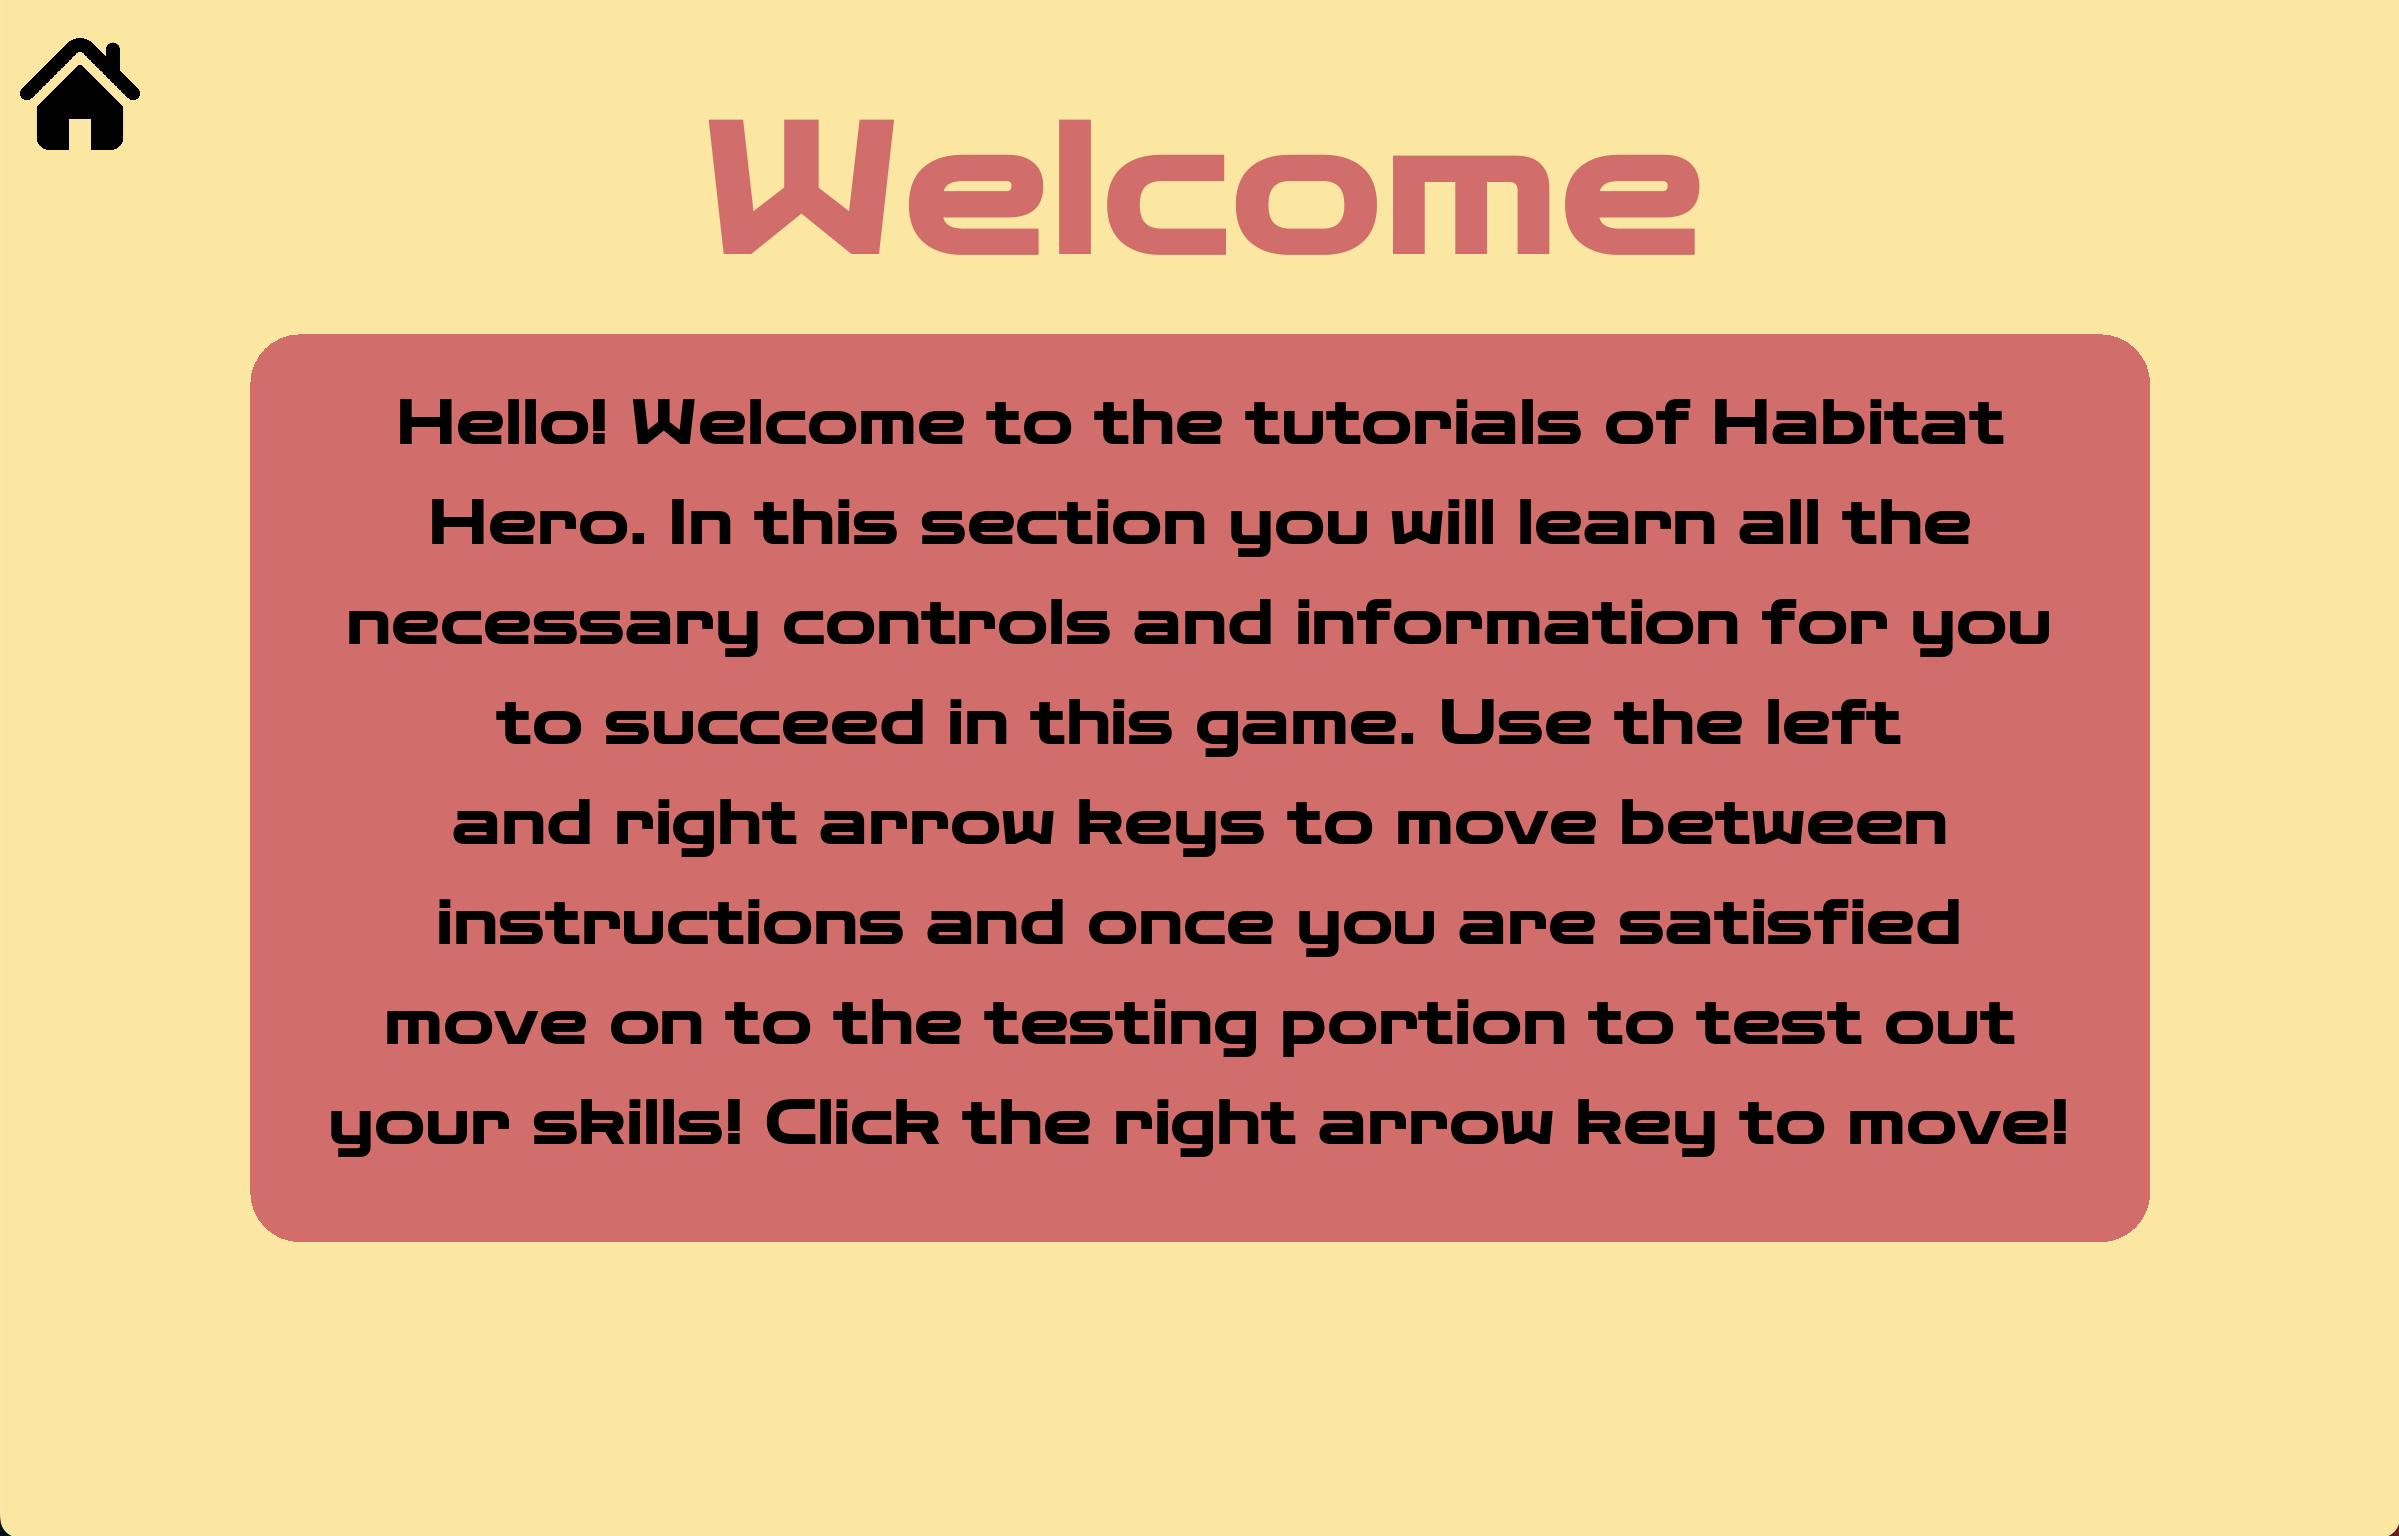 Welcome
Hello! Welcome to the tutorials of Habitat
Hero. In this section you will learn all the
necessary controls and information for you
to succeed in this game. Use the left
and right arrow keys to move between
instructions and once you are satisfied
move on to the testing portion to test out
your skills! Click the right arrow key to move!